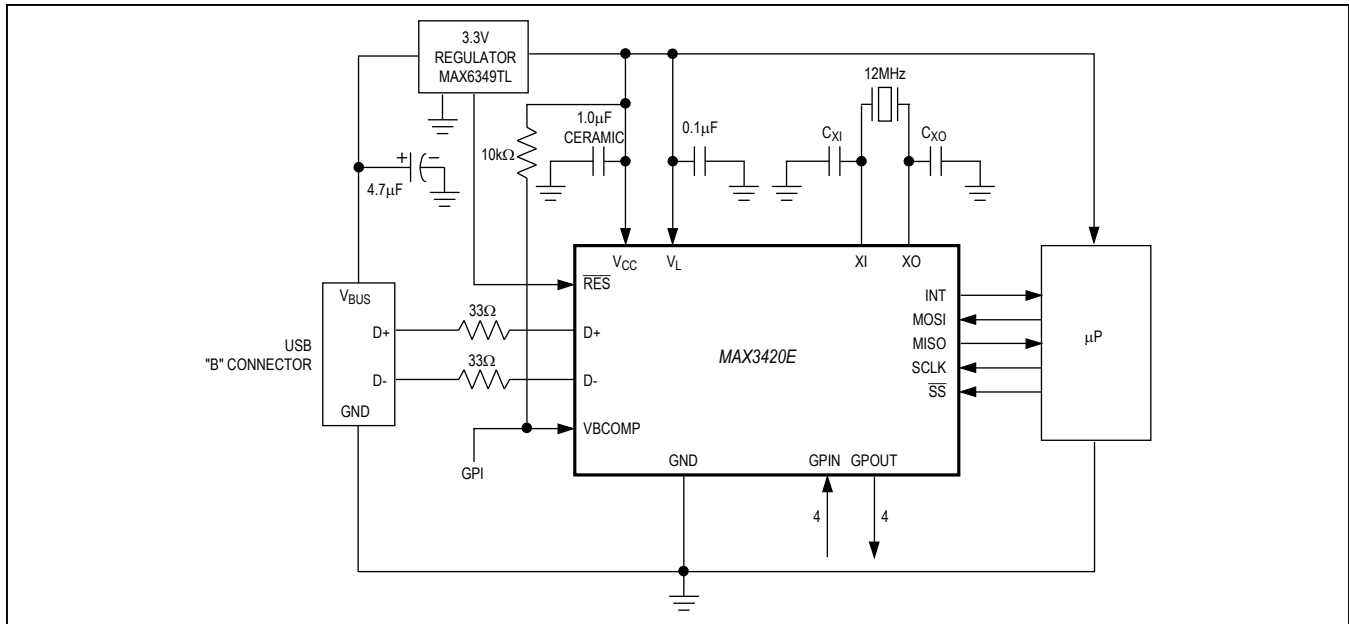 3.3V
REGULATOR
MAX6349TL
12MHz
1.0µF
CERAMIC
0.1µF
CXI
CXO
10kΩ
+ -
4.7µF
VCC
VL
XI
XO
RES
VBUS
INT
33Ω
D+
D+
MOSI
USB
"B" CONNECTOR
MAX3420E
MISO
µP
33Ω
D-
D-
SCLK
SS
GND
VBCOMP
GPI
GND
GPIN
GPOUT
4
4